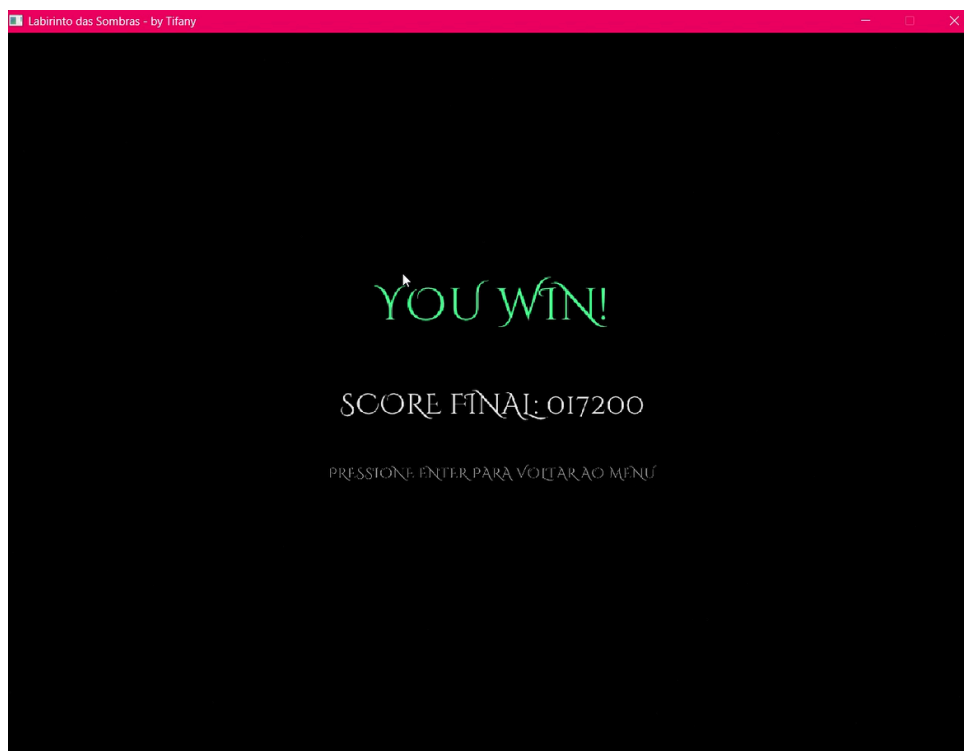 Labirinto das Sombras - by Tifany
YOU WIN!
SCORE FINAL: 017200
PRESSIONE ENTER PARA VOLTAR AO MENU